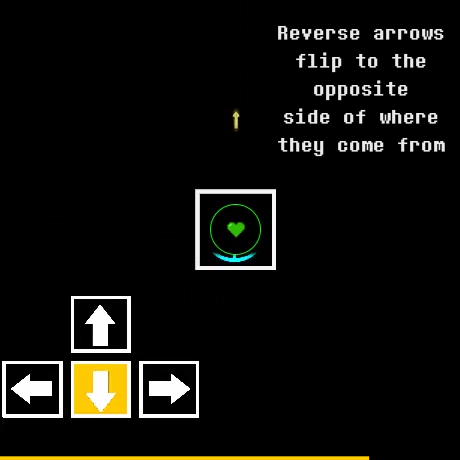 Reverse arrows
flip to the
opposite
side of where
they come from